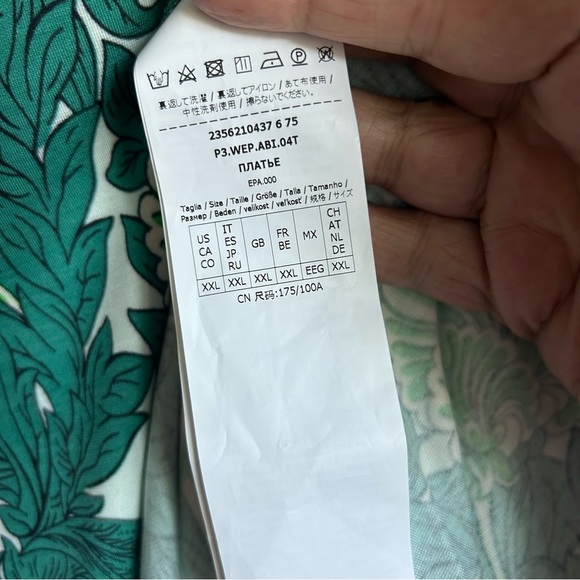 裏返して洗濯 / 裏返してアイロン / あて布使用 /
中性洗剤使用 / 擦らないでください。
2356210437 6 75
P3.WEP.ABI.04T
ПЛАТЬЕ
EPA.000
Taglia / Size / Taille / Größe / Talla / Tamanho /
Размер / Beden / velikost / veľkosť / 规格 / サイズ
US CA CO IT ES JP RU GB FR BE MX CH AT NL DE
XXL XXL XXL XXL EEG XXL
CN 尺码:175/100A